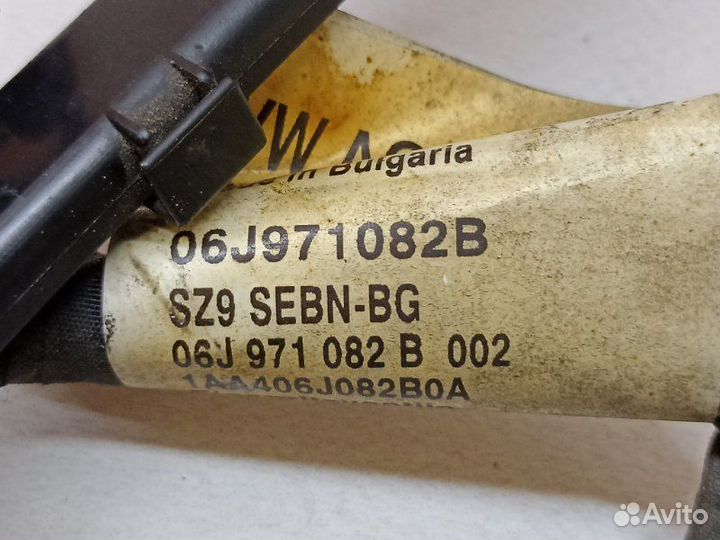 VW AG
in Bulgaria
06J971082B
SZ9 SEBN-BG
06J 971 082 B 002
1AA406J082B0A
Avito